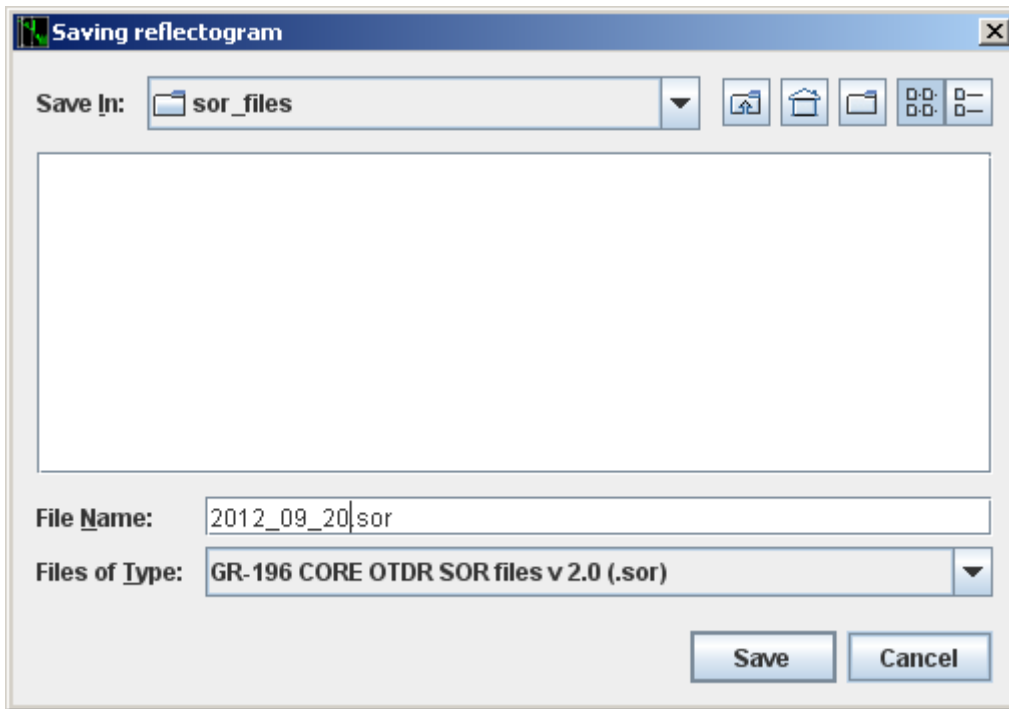 Saving reflectogram
Save In: sor_files
File Name: 2012_09_20.sor
Files of Type: GR-196 CORE OTDR SOR files v 2.0 (.sor)
Save Cancel